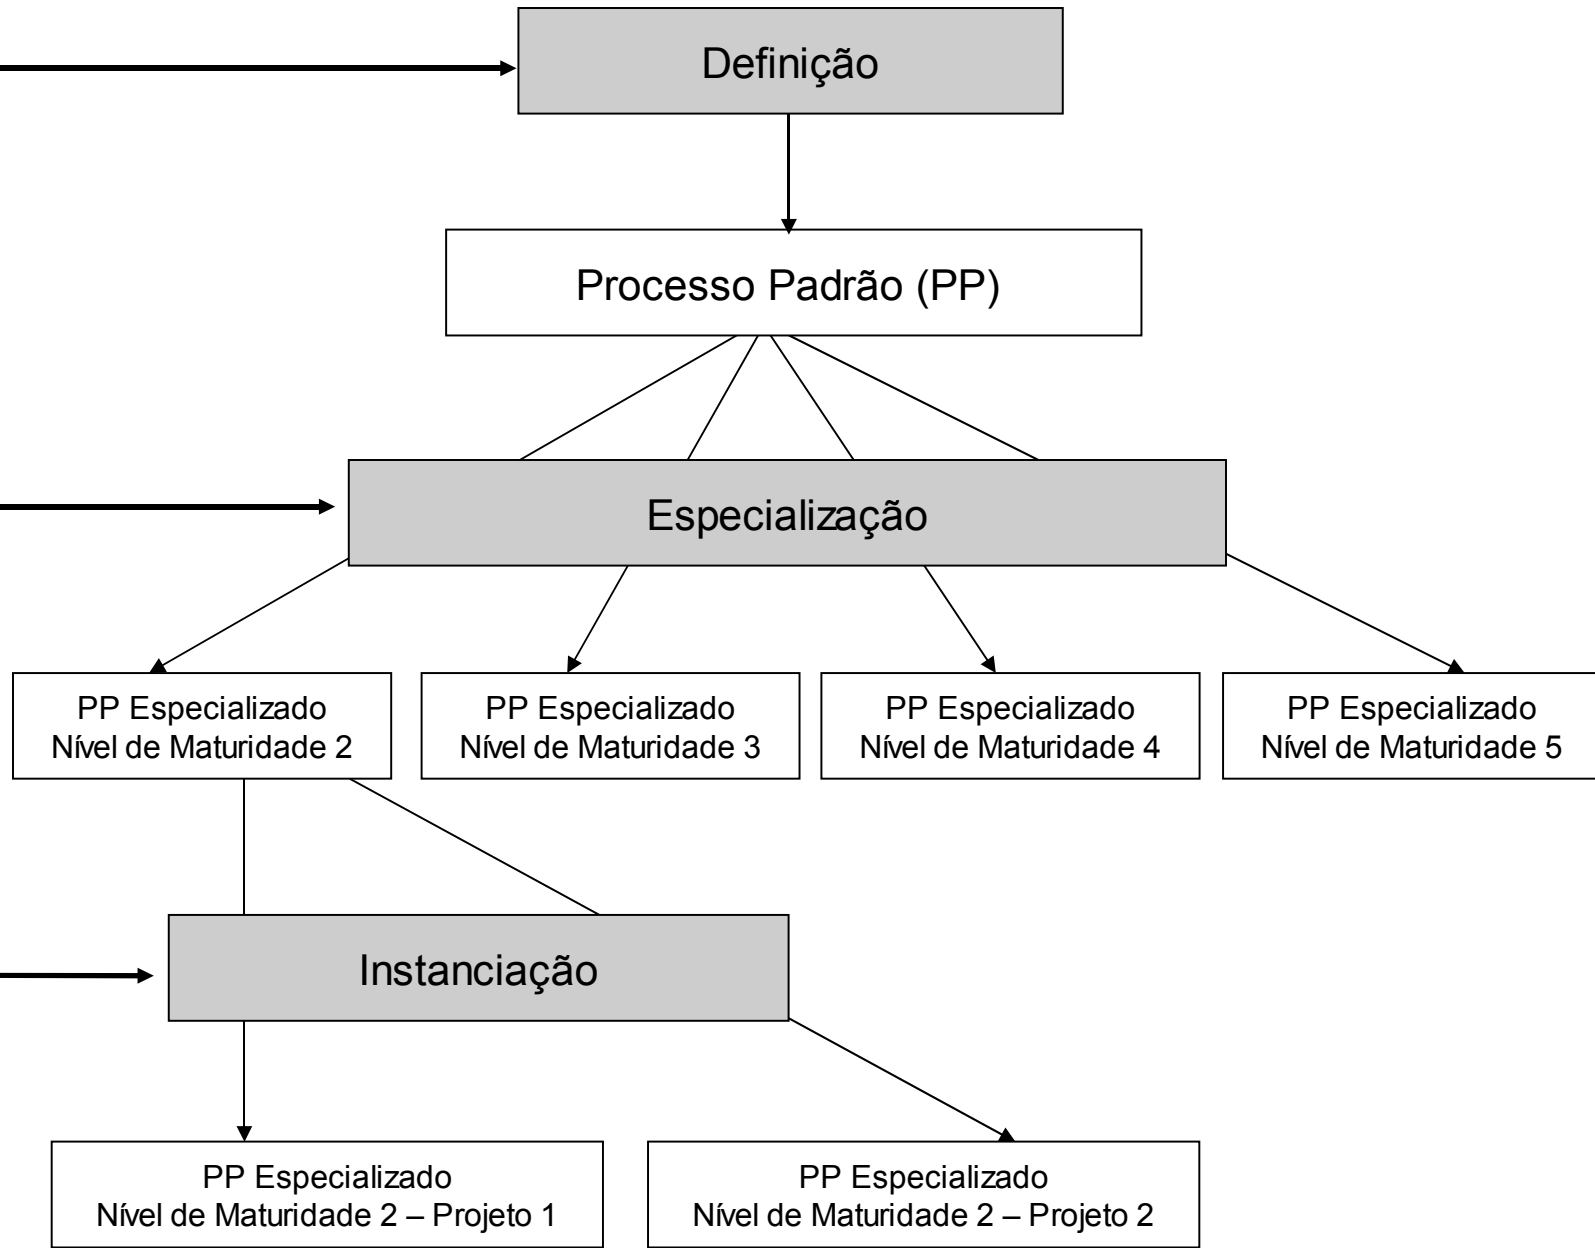 Definição
Processo Padrão (PP)
Especialização
PP Especializado
Nível de Maturidade 2
PP Especializado
Nível de Maturidade 3
PP Especializado
Nível de Maturidade 4
PP Especializado
Nível de Maturidade 5
Instanciação
PP Especializado
Nível de Maturidade 2 – Projeto 1
PP Especializado
Nível de Maturidade 2 – Projeto 2